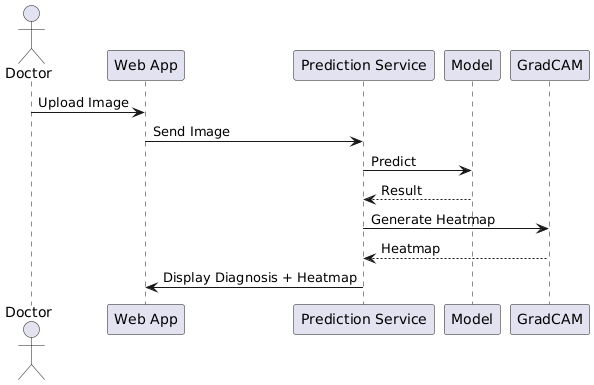 Doctor
Web App
Prediction Service
Model
GradCAM
Upload Image
Send Image
Predict
Result
Generate Heatmap
Heatmap
Display Diagnosis + Heatmap
Doctor
Web App
Prediction Service
Model
GradCAM